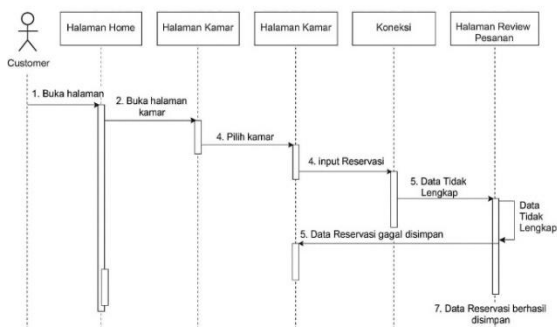 Halaman Home
Halaman Kamar
Halaman Kamar
Koneksi
Halaman Review
Pesanan
Customer
1. Buka halaman
2. Buka halaman
kamar
4. Pilih kamar
4. input Reservasi
5. Data Tidak
Lengkap
Data
Tidak
Lengkap
5. Data Reservasi gagal disimpan
7. Data Reservasi berhasil
disimpan